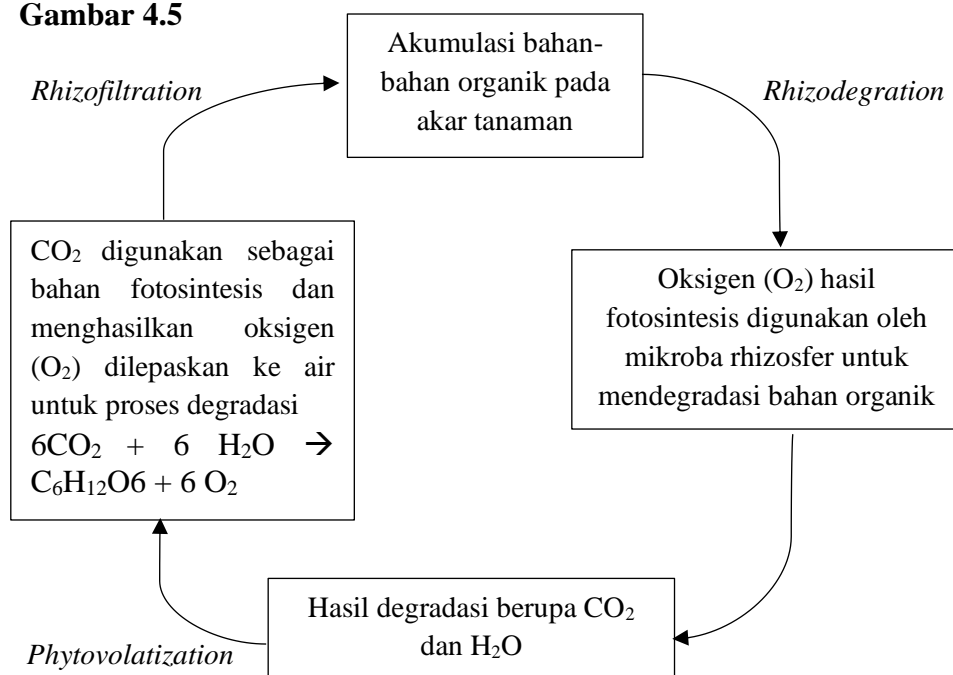 Gambar 4.5
Akumulasi bahan-
bahan organik pada
akar tanaman
Rhizofiltration
Rhizodegration
CO₂ digunakan sebagai
bahan fotosintesis dan
menghasilkan oksigen
(O₂) dilepaskan ke air
untuk proses degradasi
6CO₂ + 6 H₂O →
C₆H₁₂O6 + 6 O₂
Oksigen (O₂) hasil
fotosintesis digunakan oleh
mikroba rhizosfer untuk
mendegradasi bahan organik
Hasil degradasi berupa CO₂
dan H₂O
Phytovolatization